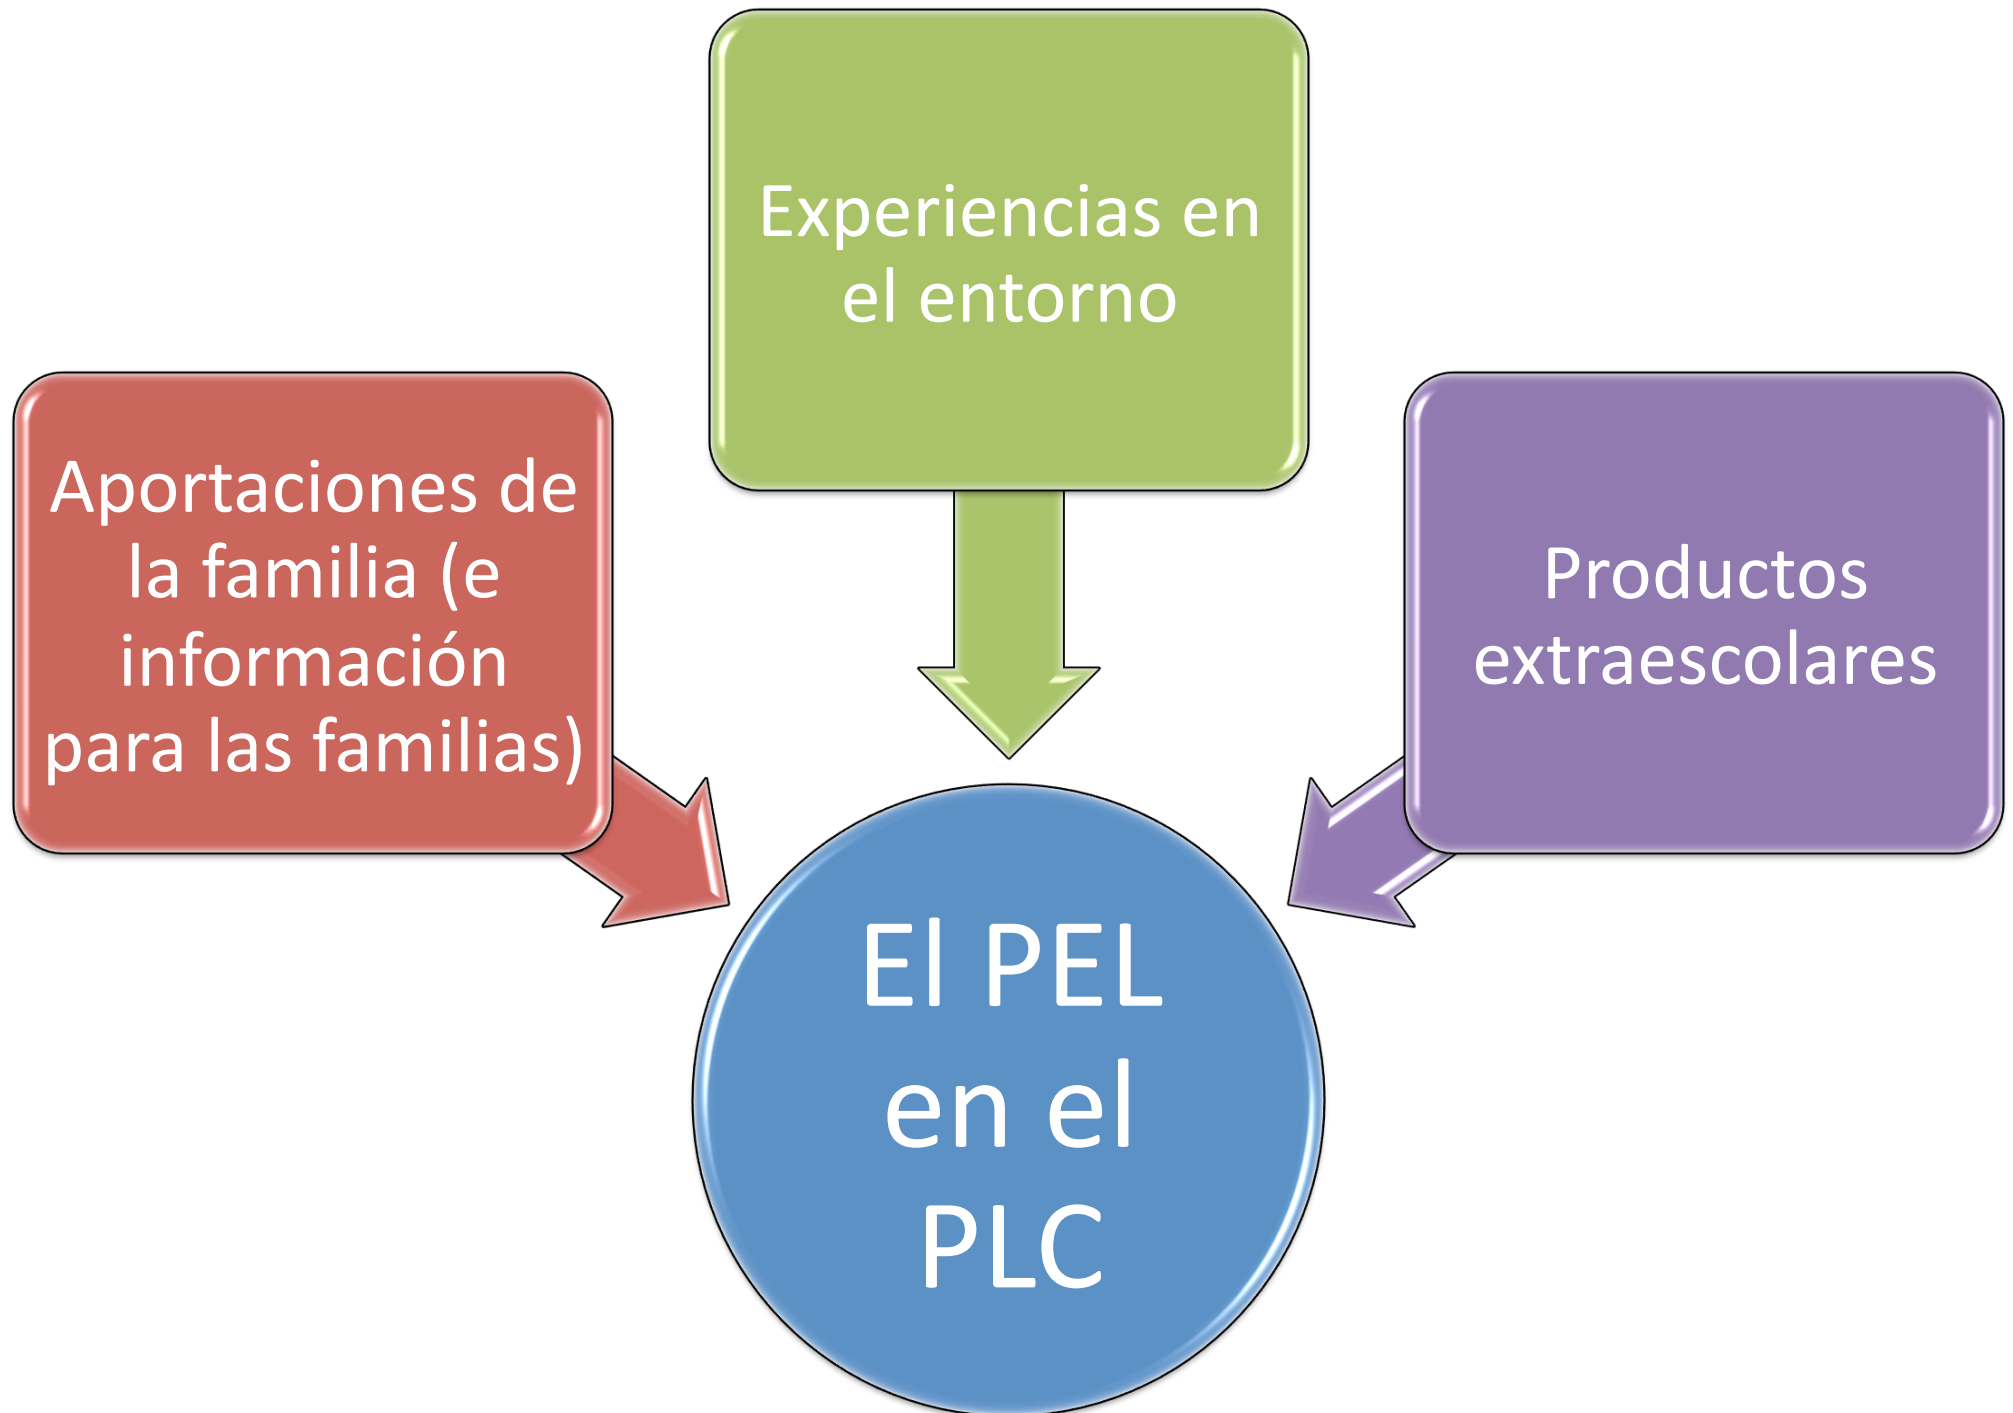 Experiencias en
el entorno
Aportaciones de
la familia (e
información
para las familias)
Productos
extraescolares
El PEL
en el
PLC